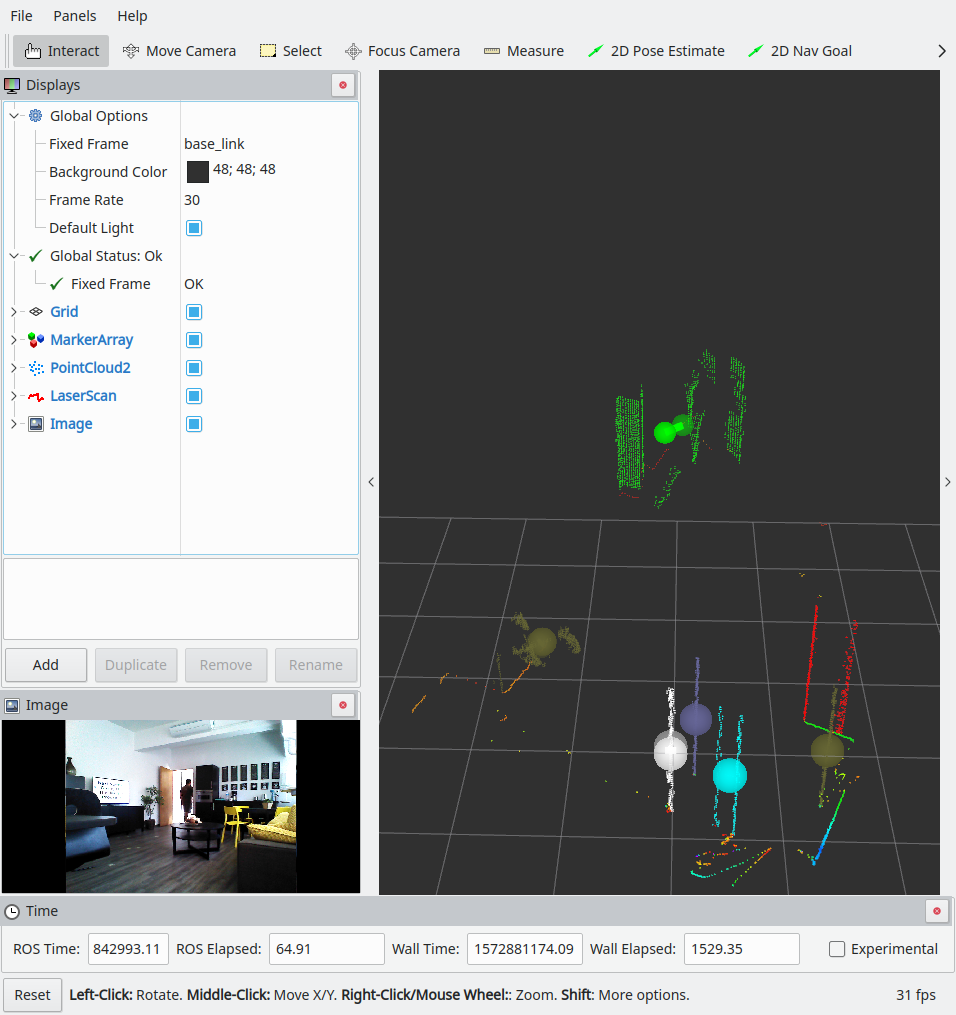 File Panels Help
Interact Move Camera Select Focus Camera Measure 2D Pose Estimate 2D Nav Goal
Displays
Global Options
Fixed Frame base_link
Background Color 48; 48; 48
Frame Rate 30
Default Light
Global Status: Ok
Fixed Frame OK
Grid
MarkerArray
PointCloud2
LaserScan
Image
Add Duplicate Remove Rename
Image
Time
ROS Time: 842993.11 ROS Elapsed: 64.91 Wall Time: 1572881174.09 Wall Elapsed: 1529.35 Experimental
Reset Left-Click: Rotate. Middle-Click: Move X/Y. Right-Click/Mouse Wheel:: Zoom. Shift: More options. 31 fps